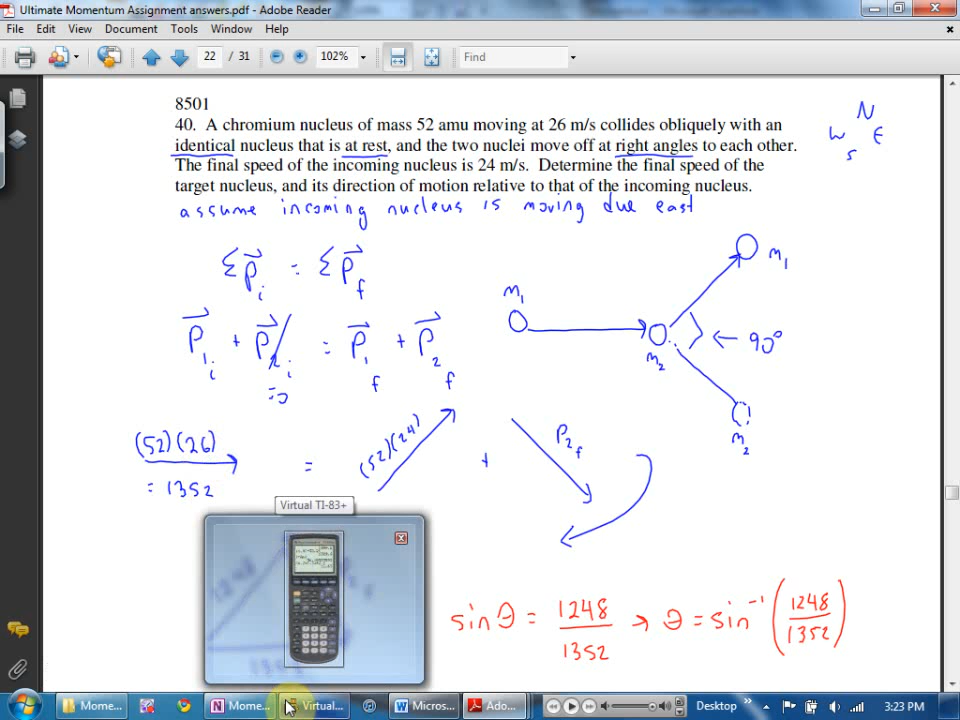 Ultimate Momentum Assignment answers.pdf - Adobe Reader
File Edit View Document Tools Window Help
22 / 31 102% Find
8501
40. A chromium nucleus of mass 52 amu moving at 26 m/s collides obliquely with an
identical nucleus that is at rest, and the two nuclei move off at right angles to each other.
The final speed of the incoming nucleus is 24 m/s. Determine the final speed of the
target nucleus, and its direction of motion relative to that of the incoming nucleus.
N
W E
S
assume incoming nucleus is moving due east
Σ P⃗i = Σ P⃗f
m₁
m₁
P⃗1i + P⃗2i = P⃗1f + P⃗2f
=0
m₂
← 90°
m₂
(52)(26)
= 1352
=
(52)(24)
+
P2f
Virtual TI-83+
1248
1352
sin θ = 1248/1352 → θ = sin⁻¹(1248/1352)
Mome... Mome... Virtual... Micros... Ado... Desktop 3:23 PM